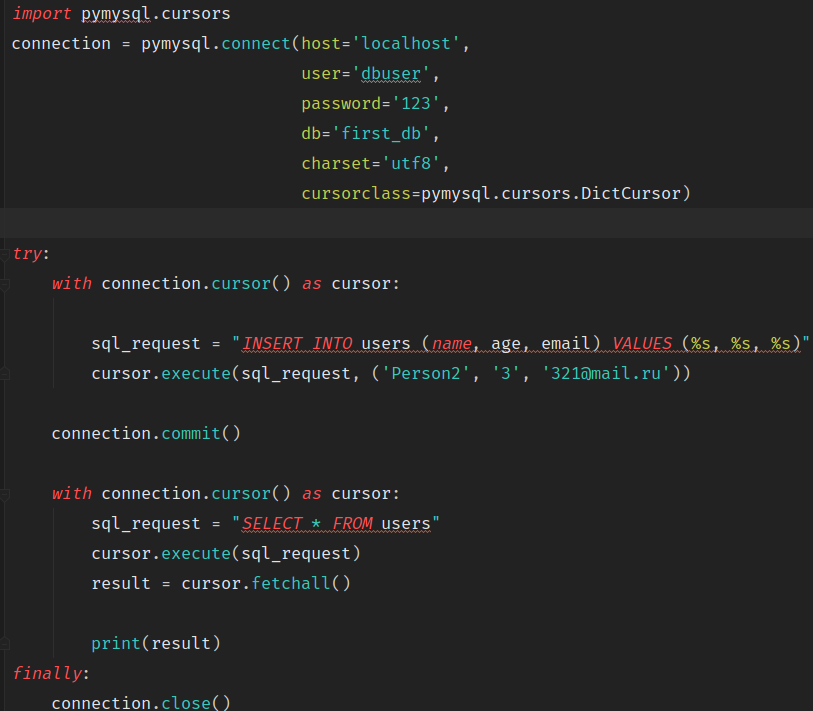 import pymysql.cursors
connection = pymysql.connect(host='localhost',
                             user='dbuser',
                             password='123',
                             db='first_db',
                             charset='utf8',
                             cursorclass=pymysql.cursors.DictCursor)
try:
    with connection.cursor() as cursor:
        sql_request = "INSERT INTO users (name, age, email) VALUES (%s, %s, %s)"
        cursor.execute(sql_request, ('Person2', '3', '321@mail.ru'))
    connection.commit()
    with connection.cursor() as cursor:
        sql_request = "SELECT * FROM users"
        cursor.execute(sql_request)
        result = cursor.fetchall()
        print(result)
finally:
    connection.close()